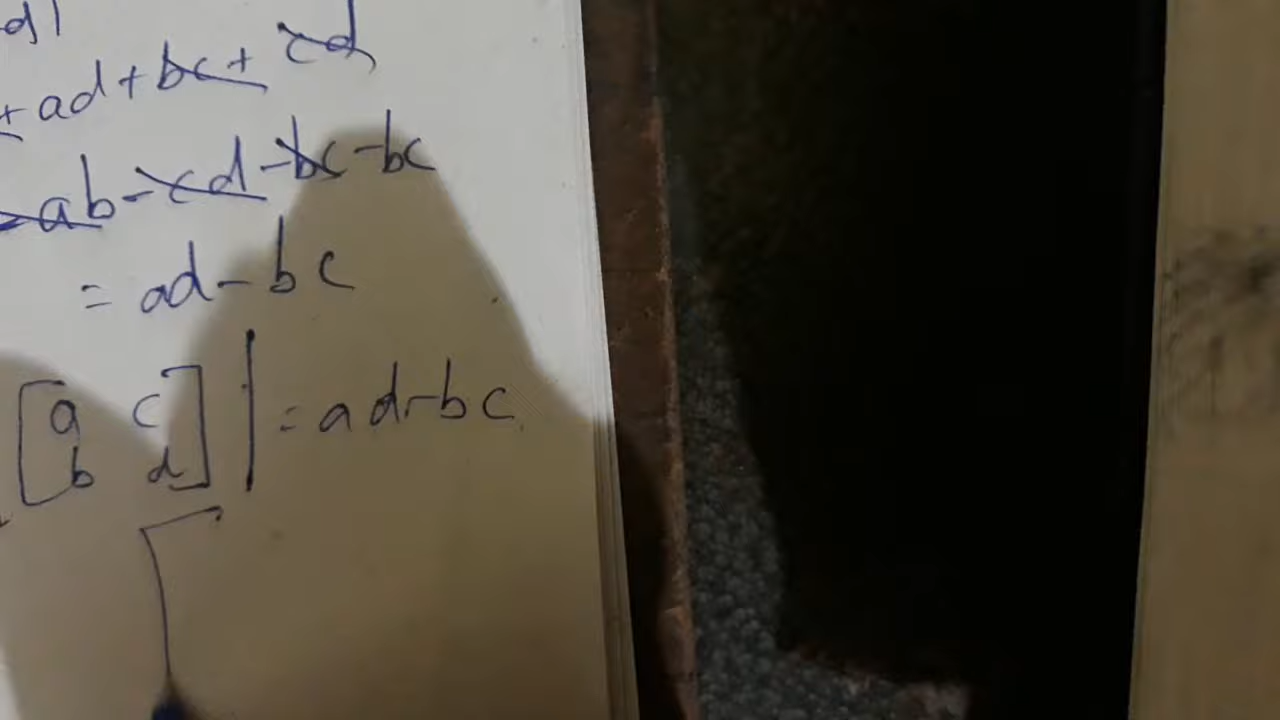 d)
+ ad + bc + cd
- ab - cd - bc - bc
= ad - bc
[a c
b d] | = ad - bc